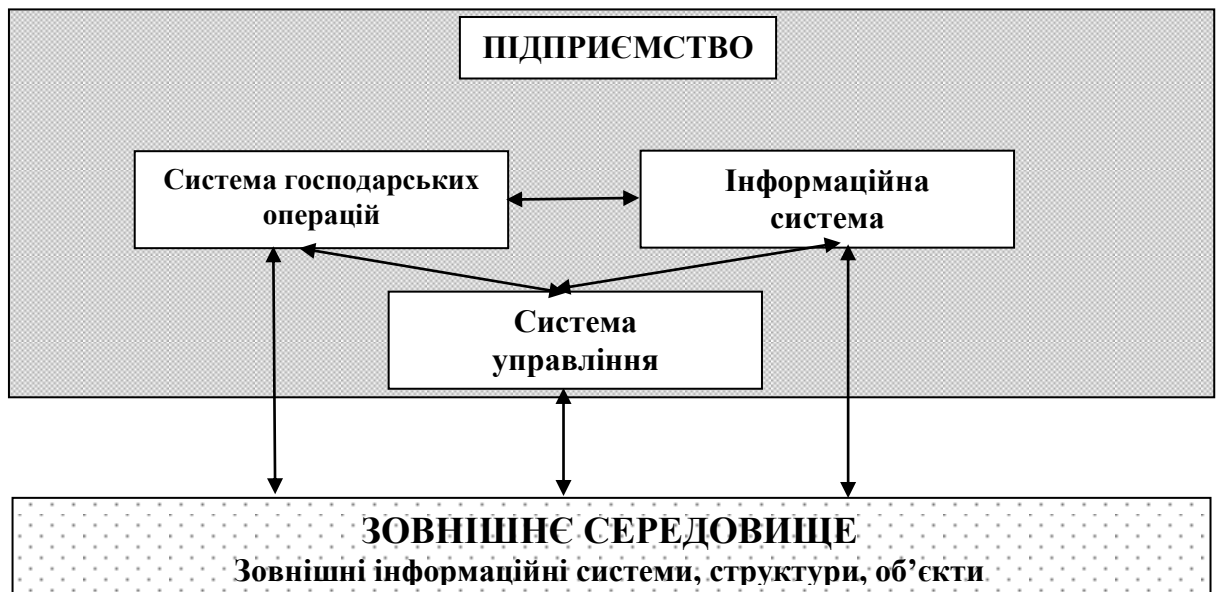 ПІДПРИЄМСТВО
Система господарських
операцій
Інформаційна
система
Система
управління
ЗОВНІШНЄ СЕРЕДОВИЩЕ
Зовнішні інформаційні системи, структури, об’єкти